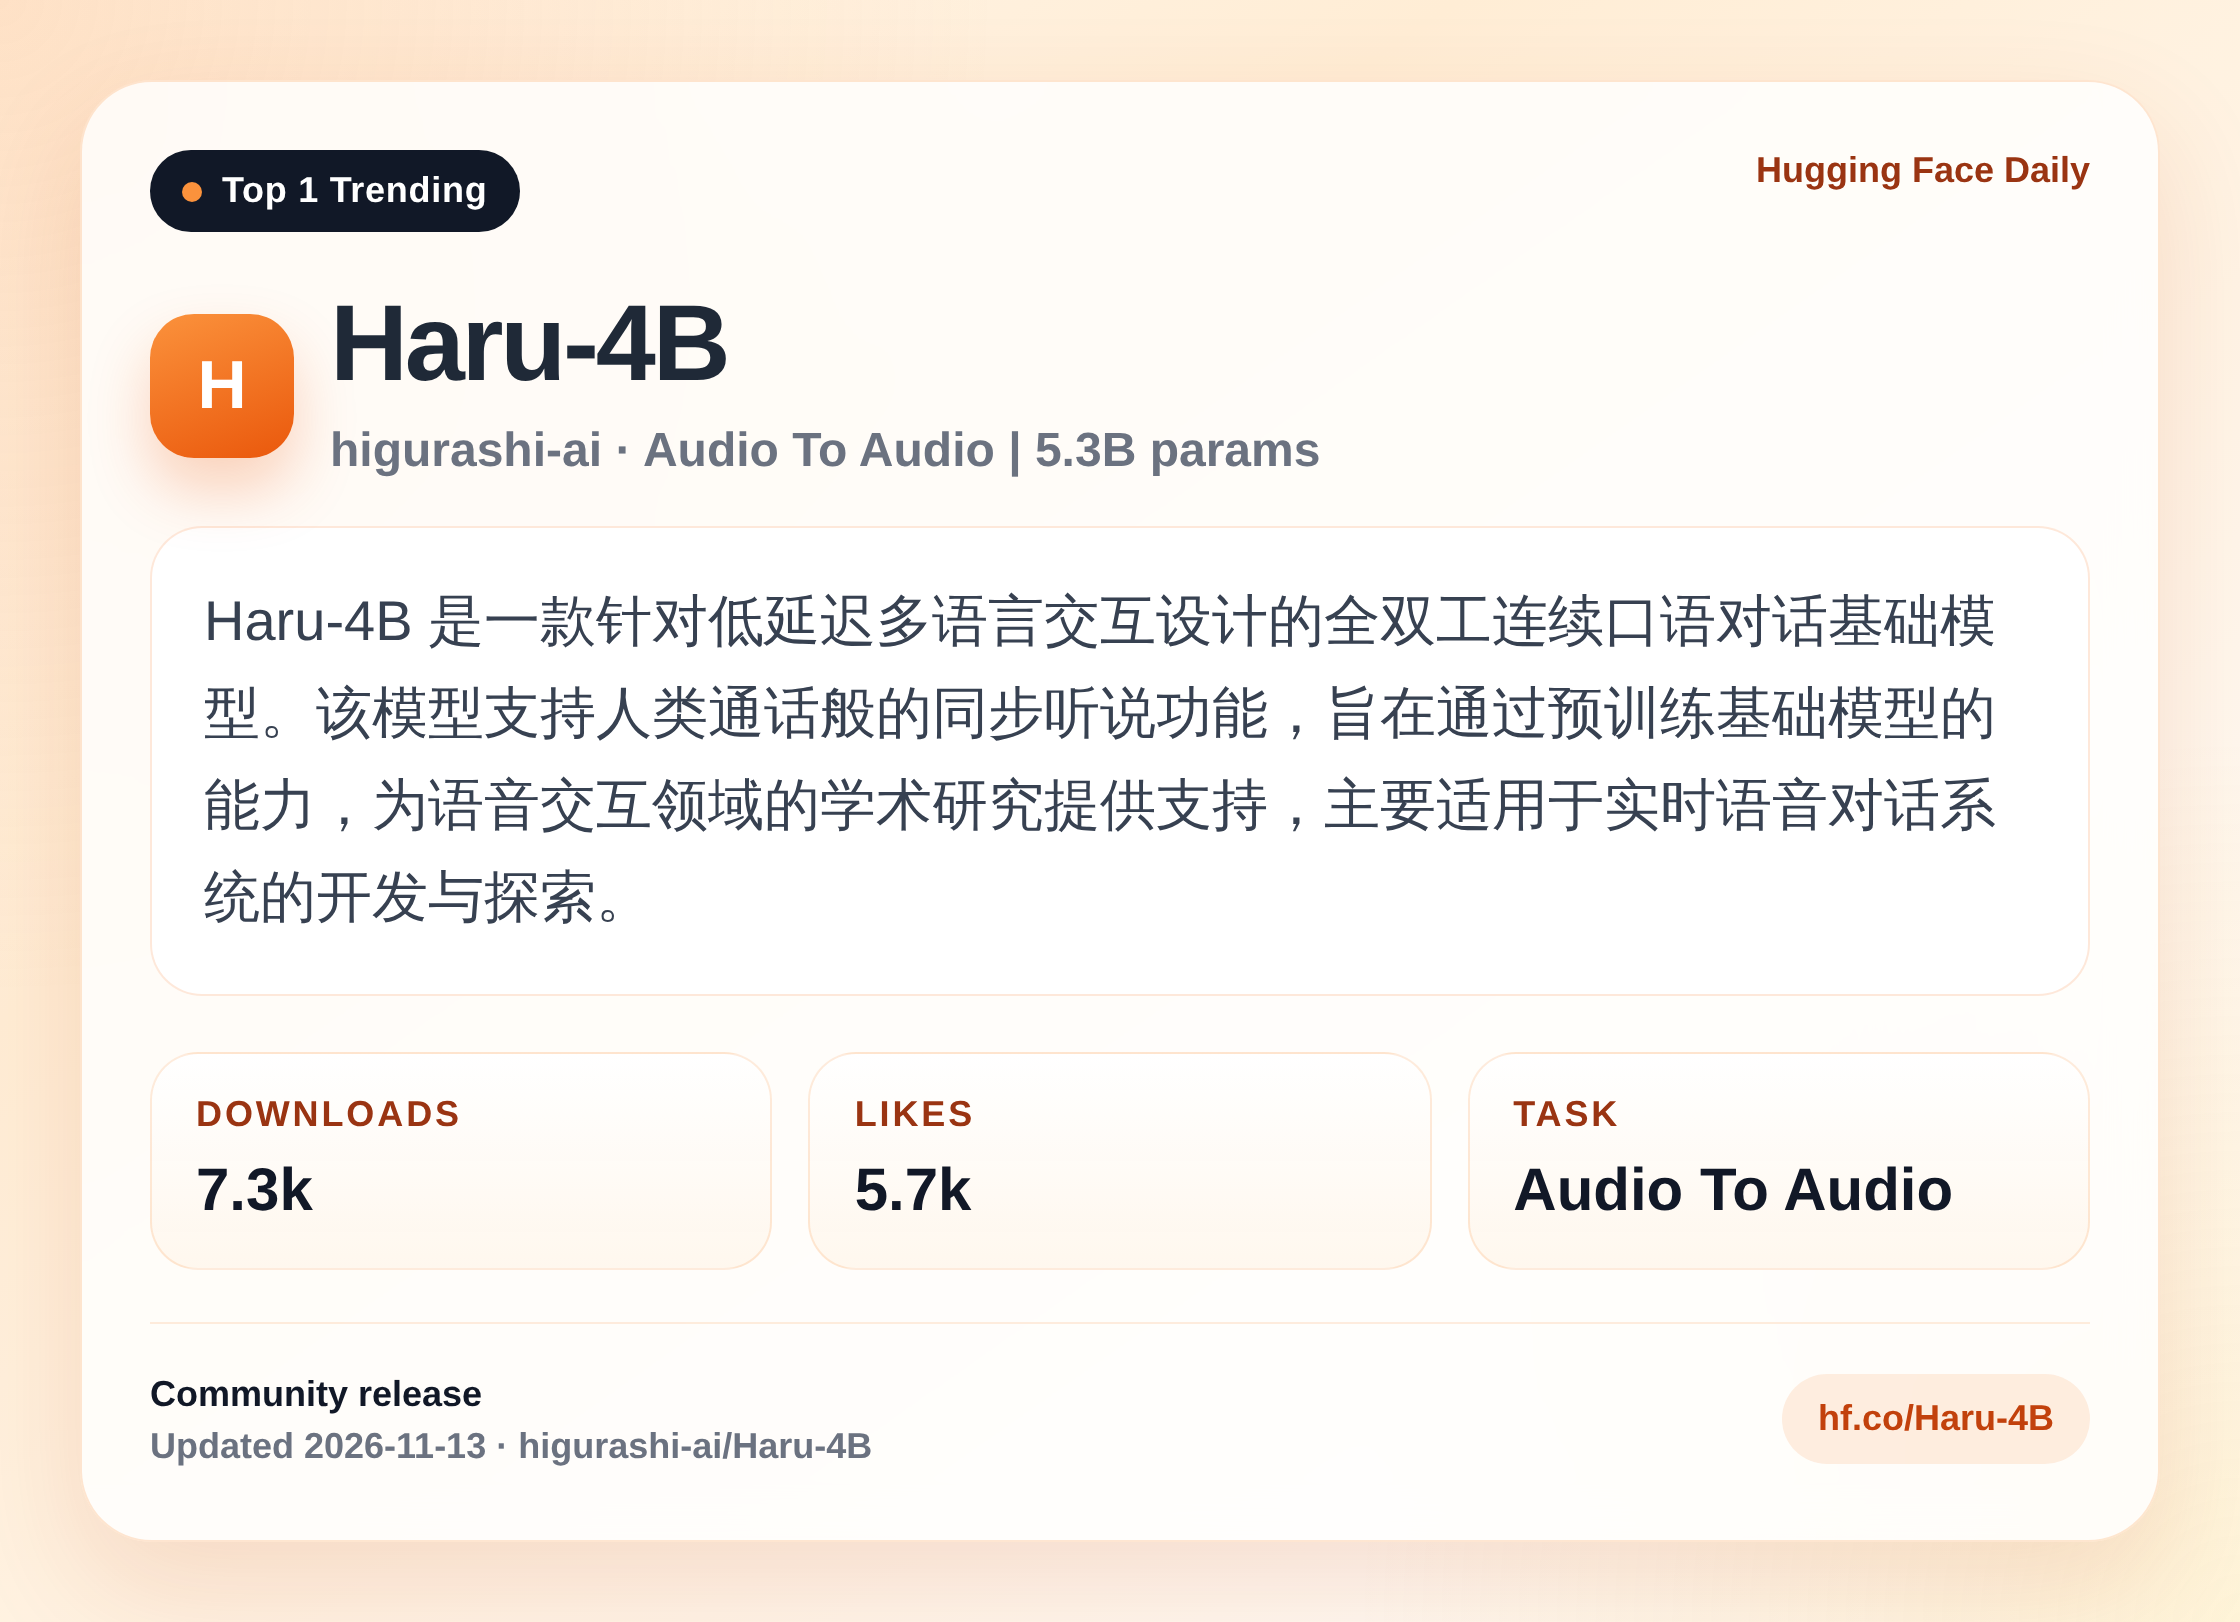 Top 1 Trending
Hugging Face Daily
H
Haru-4B
higurashi-ai · Audio To Audio | 5.3B params
Haru-4B 是一款针对低延迟多语言交互设计的全双工连续口语对话基础模
型。该模型支持人类通话般的同步听说功能，旨在通过预训练基础模型的
能力，为语音交互领域的学术研究提供支持，主要适用于实时语音对话系
统的开发与探索。
DOWNLOADS
7.3k
LIKES
5.7k
TASK
Audio To Audio
Community release
Updated 2026-11-13 · higurashi-ai/Haru-4B
hf.co/Haru-4B